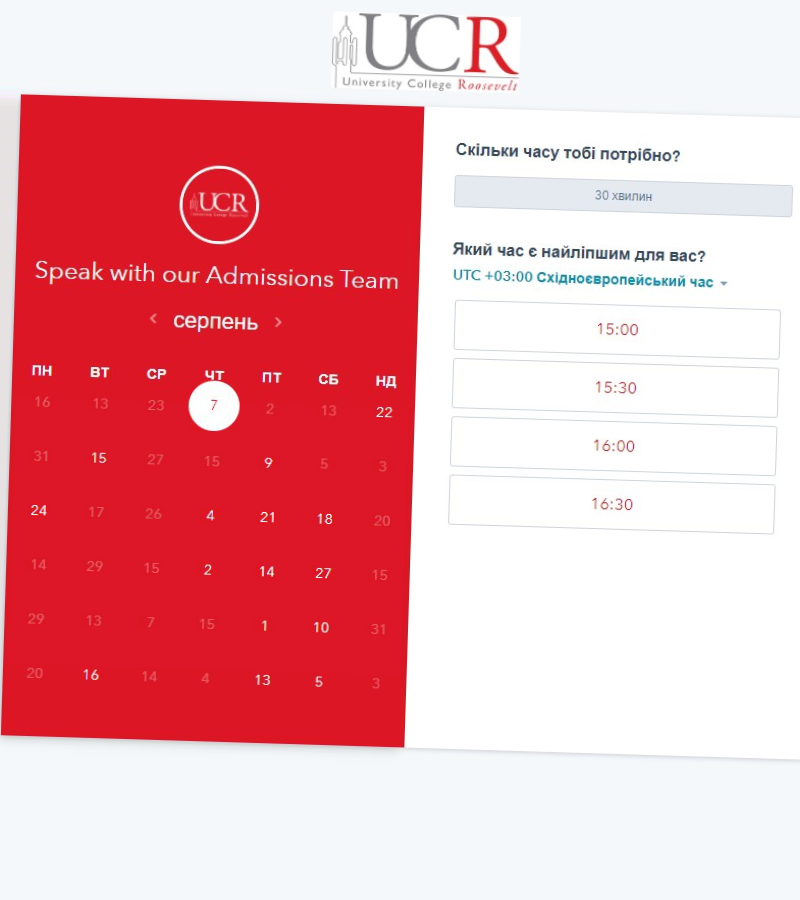 UCR
University College Roosevelt
UCR
University College Roosevelt
Speak with our Admissions Team
серпень
ПН ВТ СР ЧТ ПТ СБ НД
16 13 23 7 2 13 22
31 15 27 15 9 5 3
24 17 26 4 21 18 20
14 29 15 2 14 27 15
29 13 7 15 1 10 31
20 16 14 4 13 5 3
Скільки часу тобі потрібно?
30 хвилин
Який час є найліпшим для вас?
UTC +03:00 Східноєвропейський час
15:00
15:30
16:00
16:30